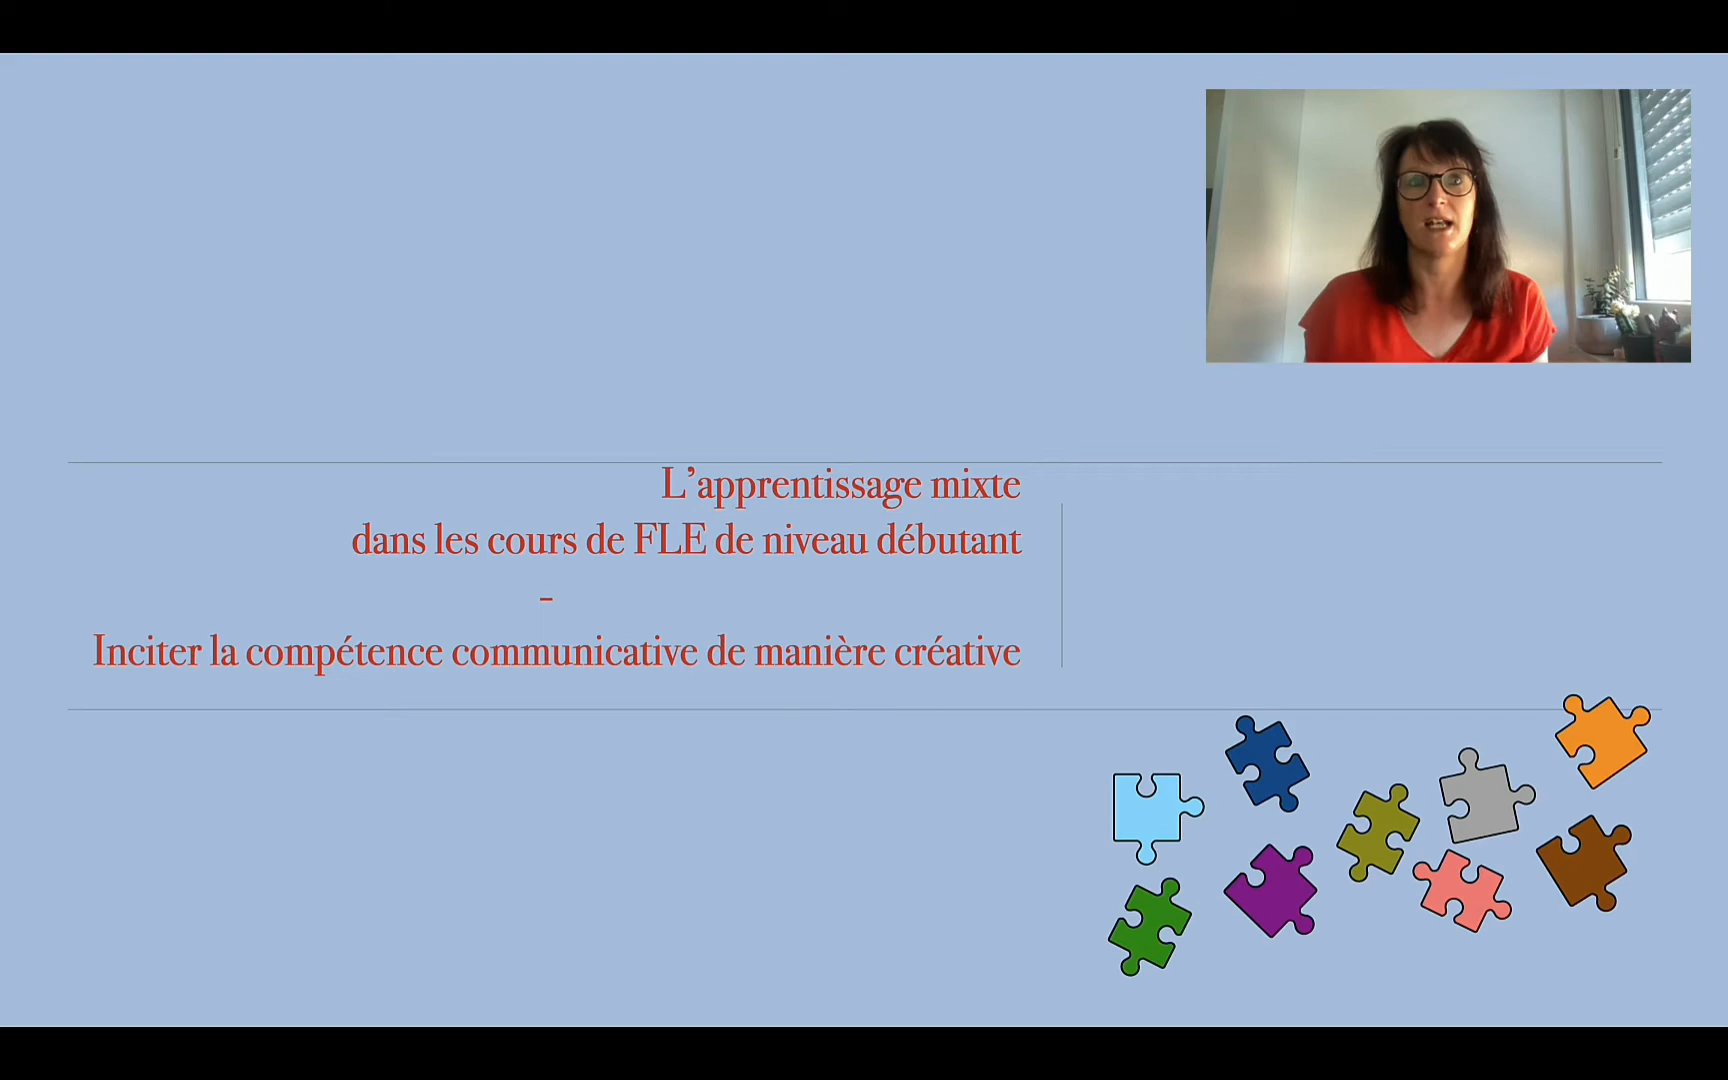 L’apprentissage mixte
dans les cours de FLE de niveau débutant
–
Inciter la compétence communicative de manière créative